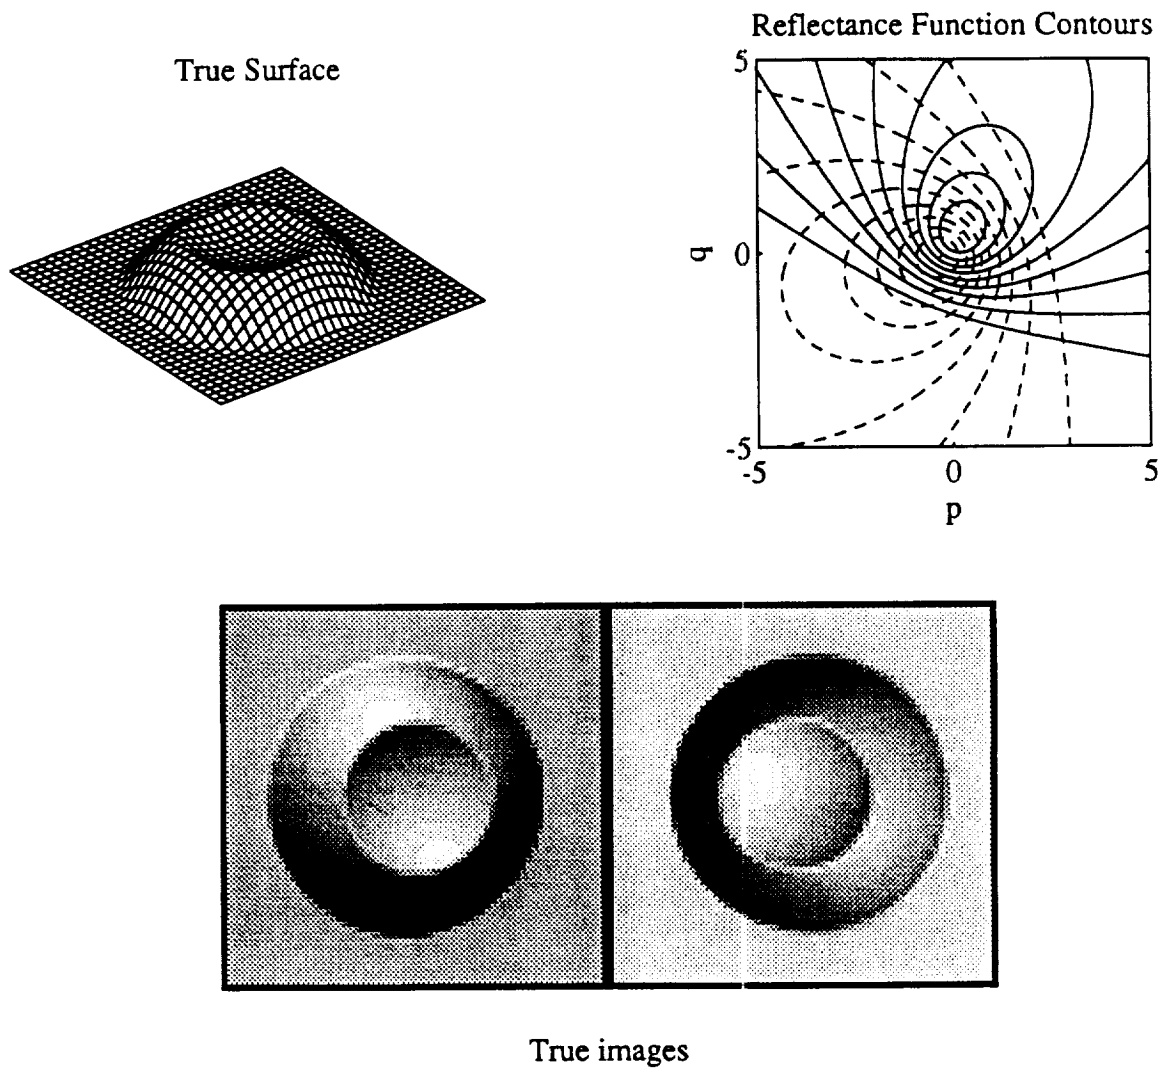 Reflectance Function Contours
True Surface
5
q
0
-5
-5 0 5
p
True images